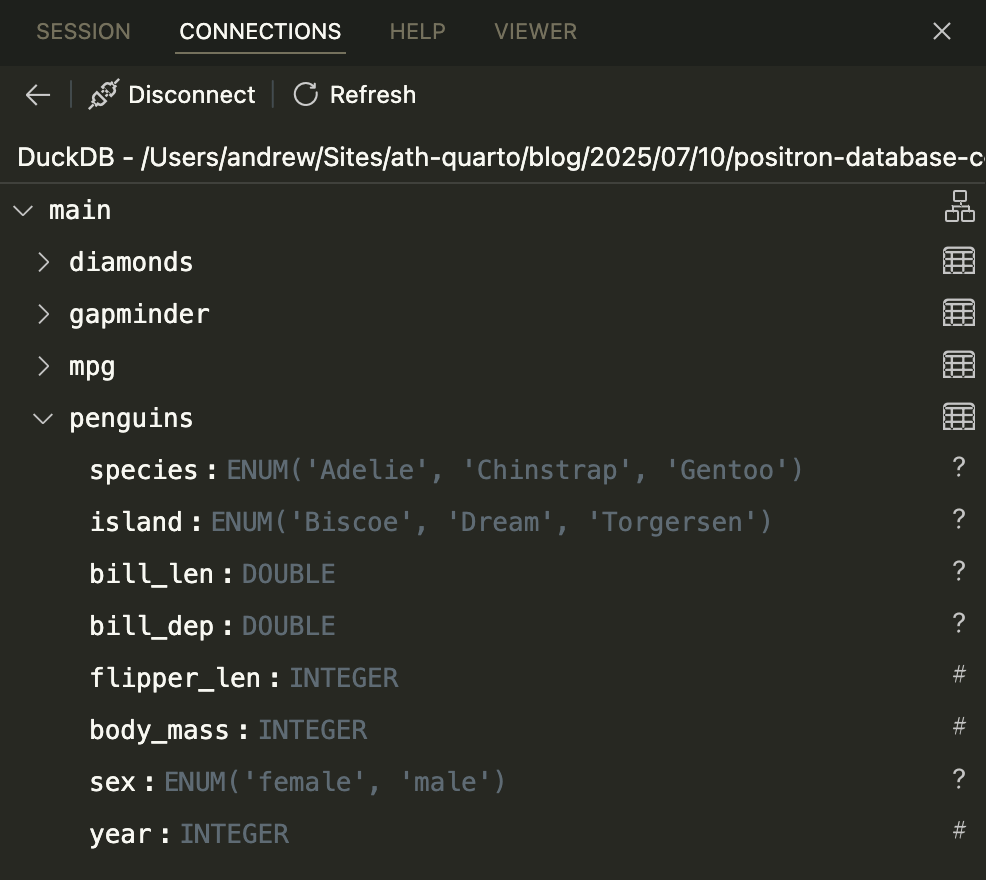 SESSION CONNECTIONS HELP VIEWER
Disconnect Refresh
DuckDB - /Users/andrew/Sites/ath-quarto/blog/2025/07/10/positron-database-c
main
diamonds
gapminder
mpg
penguins
species : ENUM('Adelie', 'Chinstrap', 'Gentoo') ?
island : ENUM('Biscoe', 'Dream', 'Torgersen') ?
bill_len : DOUBLE ?
bill_dep : DOUBLE ?
flipper_len : INTEGER #
body_mass : INTEGER #
sex : ENUM('female', 'male') ?
year : INTEGER #